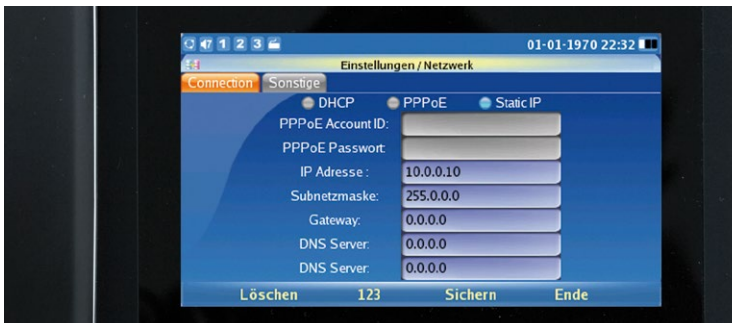 1 2 3 01-01-1970 22:32
Einstellungen / Netzwerk
Connection Sonstige
DHCP PPPoE Static IP
PPPoE Account ID:
PPPoE Passwort:
IP Adresse : 10.0.0.10
Subnetzmaske: 255.0.0.0
Gateway: 0.0.0.0
DNS Server: 0.0.0.0
DNS Server: 0.0.0.0
Löschen 123 Sichern Ende